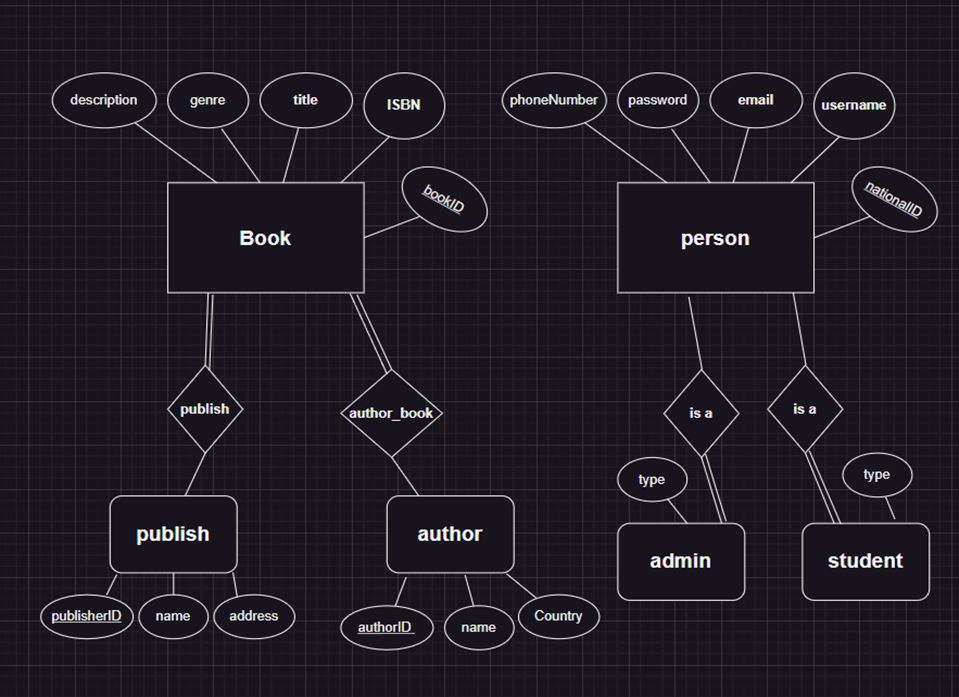 description
genre
title
ISBN
phoneNumber
password
email
username
bookID
nationalID
Book
person
publish
author_book
is a
is a
type
type
publish
author
admin
student
publisherID
name
address
authorID
name
Country